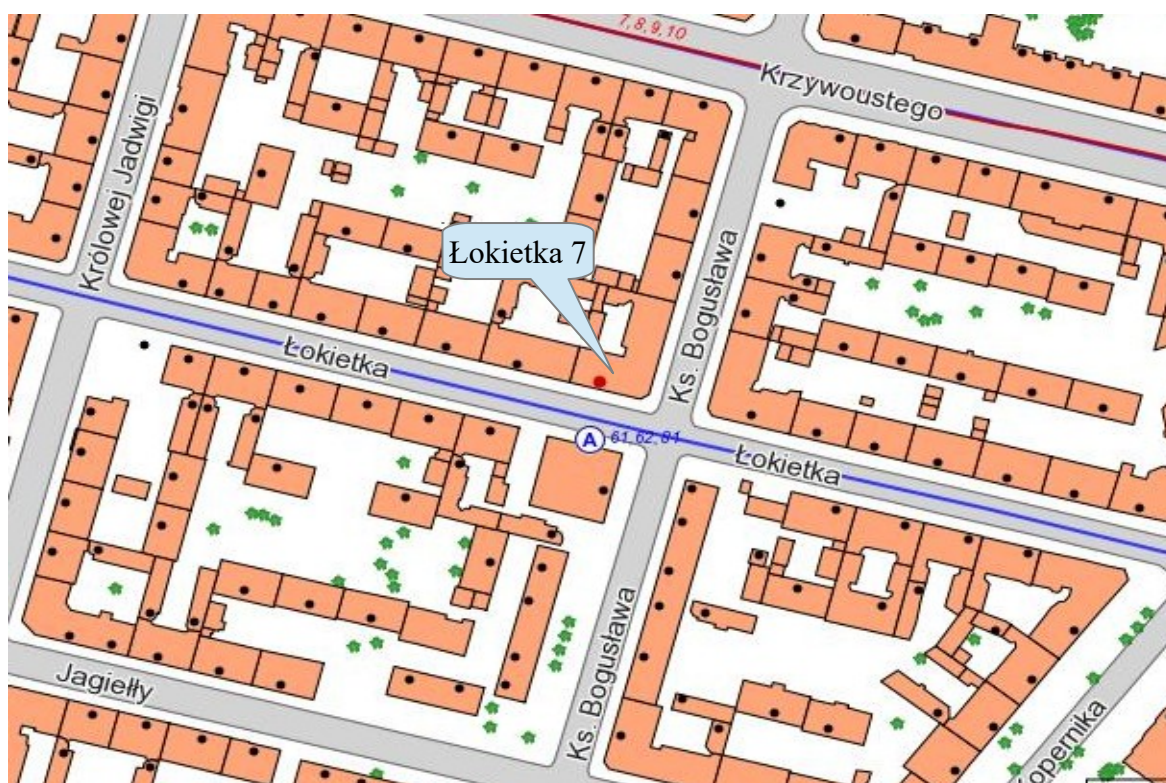 7,8,9,10
Krzywoustego
Królowej Jadwigi
Łokietka 7
Ks. Bogusława
Łokietka
A 61,62,81
Łokietka
Ks. Bogusława
Jagiełły
Kopernika